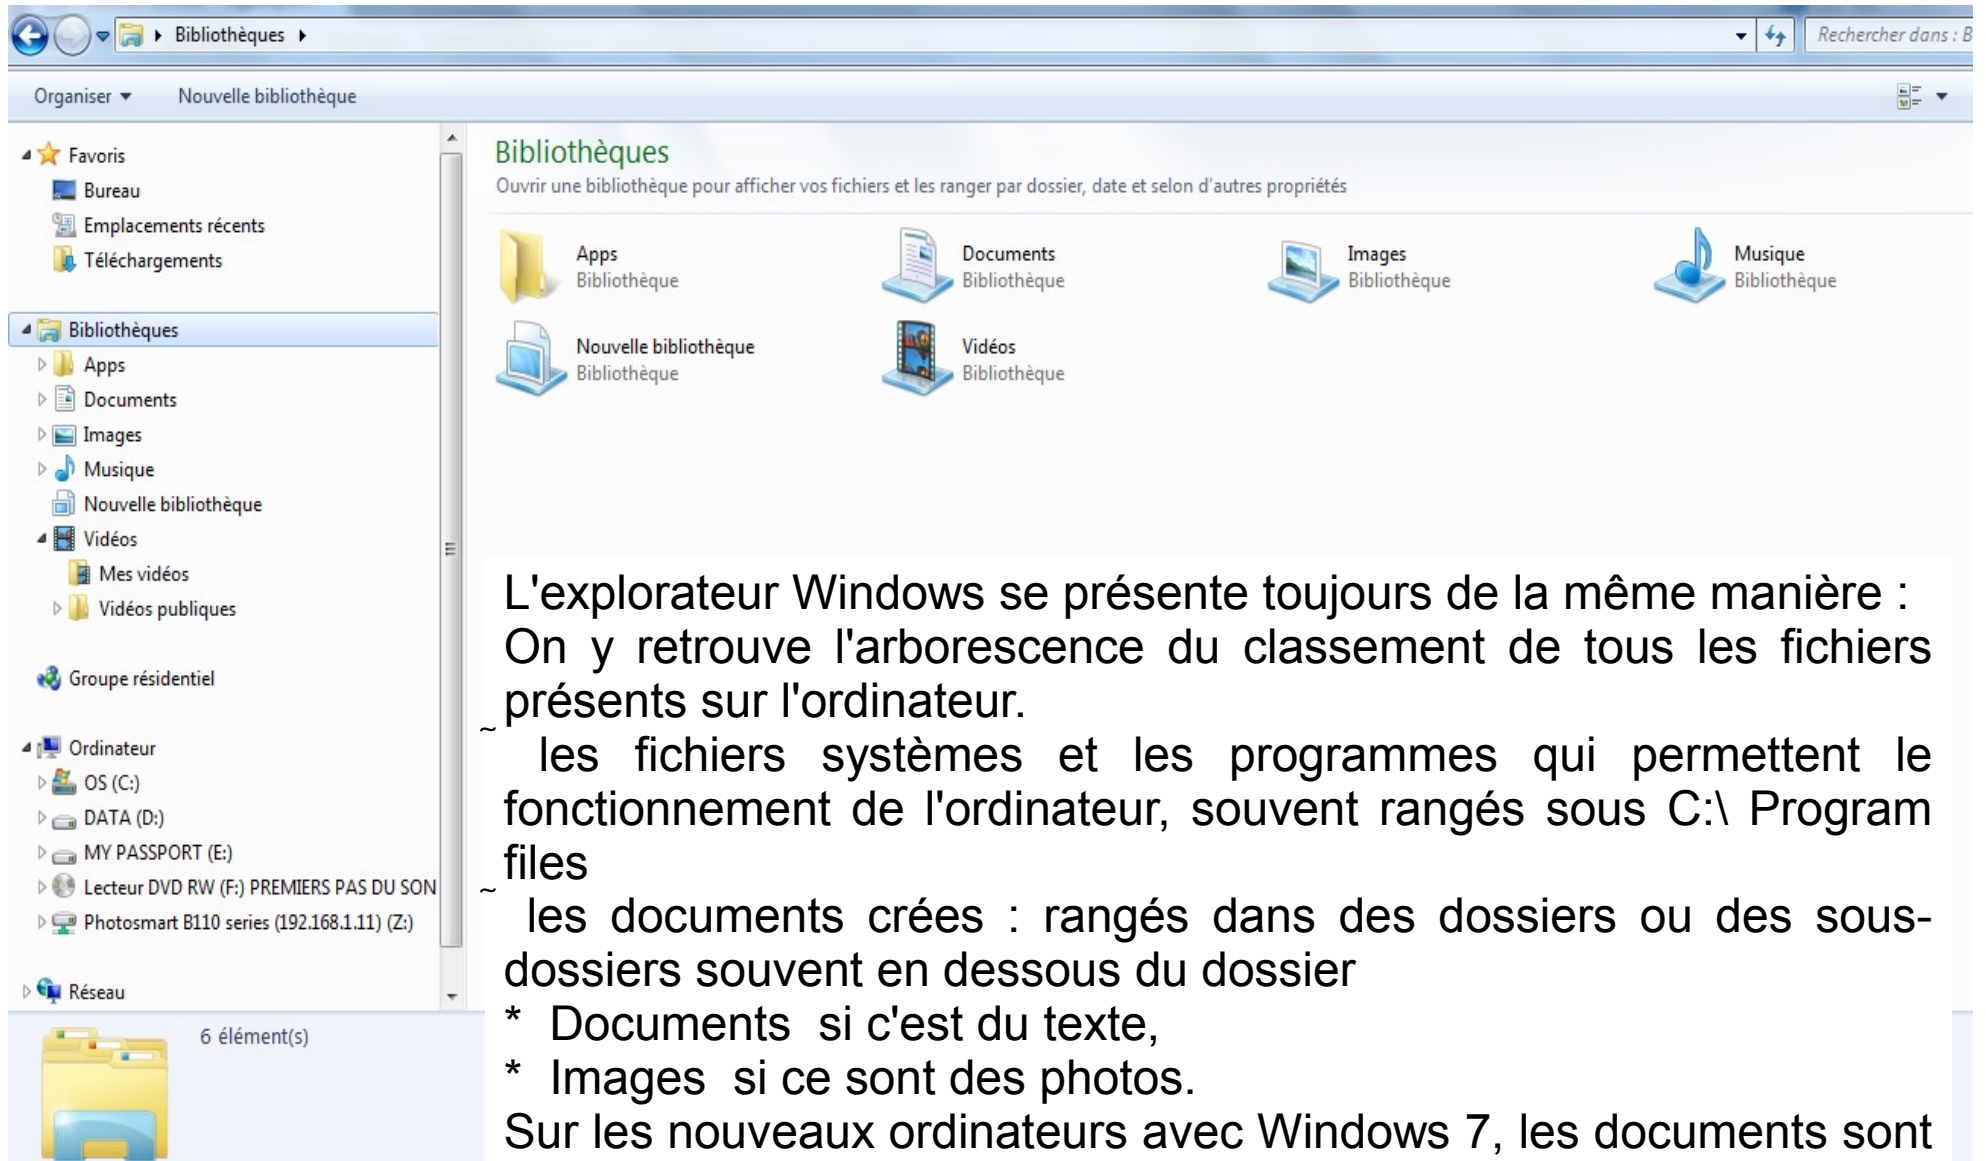 Bibliothèques
Rechercher dans : B
Organiser
Nouvelle bibliothèque
Favoris
Bureau
Emplacements récents
Téléchargements
Bibliothèques
Apps
Documents
Images
Musique
Nouvelle bibliothèque
Vidéos
Mes vidéos
Vidéos publiques
Groupe résidentiel
Ordinateur
OS (C:)
DATA (D:)
MY PASSPORT (E:)
Lecteur DVD RW (F:) PREMIERS PAS DU SON
Photosmart B110 series (192.168.1.11) (Z:)
Réseau
6 élément(s)
Bibliothèques
Ouvrir une bibliothèque pour afficher vos fichiers et les ranger par dossier, date et selon d'autres propriétés
Apps
Bibliothèque
Documents
Bibliothèque
Images
Bibliothèque
Musique
Bibliothèque
Nouvelle bibliothèque
Bibliothèque
Vidéos
Bibliothèque
L'explorateur Windows se présente toujours de la même manière :
On y retrouve l'arborescence du classement de tous les fichiers
présents sur l'ordinateur.
~ les fichiers systèmes et les programmes qui permettent le
fonctionnement de l'ordinateur, souvent rangés sous C:\ Program
files
~ les documents crées : rangés dans des dossiers ou des sous-
dossiers souvent en dessous du dossier
* Documents si c'est du texte,
* Images si ce sont des photos.
Sur les nouveaux ordinateurs avec Windows 7, les documents sont